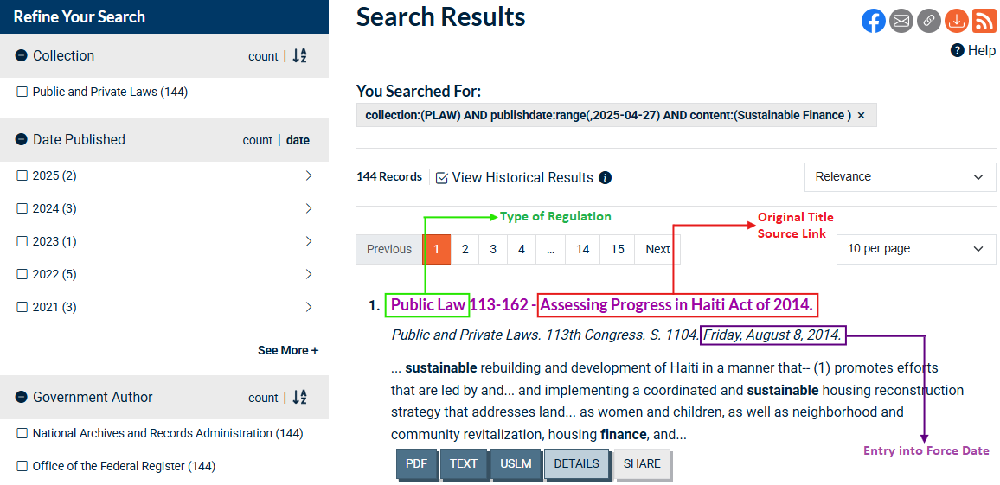 Refine Your Search
Collection
count |
Public and Private Laws (144)
Date Published
count | date
2025 (2)
2024 (3)
2023 (1)
2022 (5)
2021 (3)
See More +
Government Author
count |
National Archives and Records Administration (144)
Office of the Federal Register (144)
Search Results
? Help
You Searched For:
collection:(PLAW) AND publishdate:range(,2025-04-27) AND content:(Sustainable Finance ) ×
144 Records
View Historical Results i
Relevance
Type of Regulation
Original Title
Source Link
Previous 1 2 3 4 ... 14 15 Next
10 per page
1. Public Law 113-162 - Assessing Progress in Haiti Act of 2014.
Public and Private Laws. 113th Congress. S. 1104. Friday, August 8, 2014.
... sustainable rebuilding and development of Haiti in a manner that-- (1) promotes efforts
that are led by and... and implementing a coordinated and sustainable housing reconstruction
strategy that addresses land... as women and children, as well as neighborhood and
community revitalization, housing finance, and...
Entry into Force Date
PDF TEXT USLM DETAILS SHARE